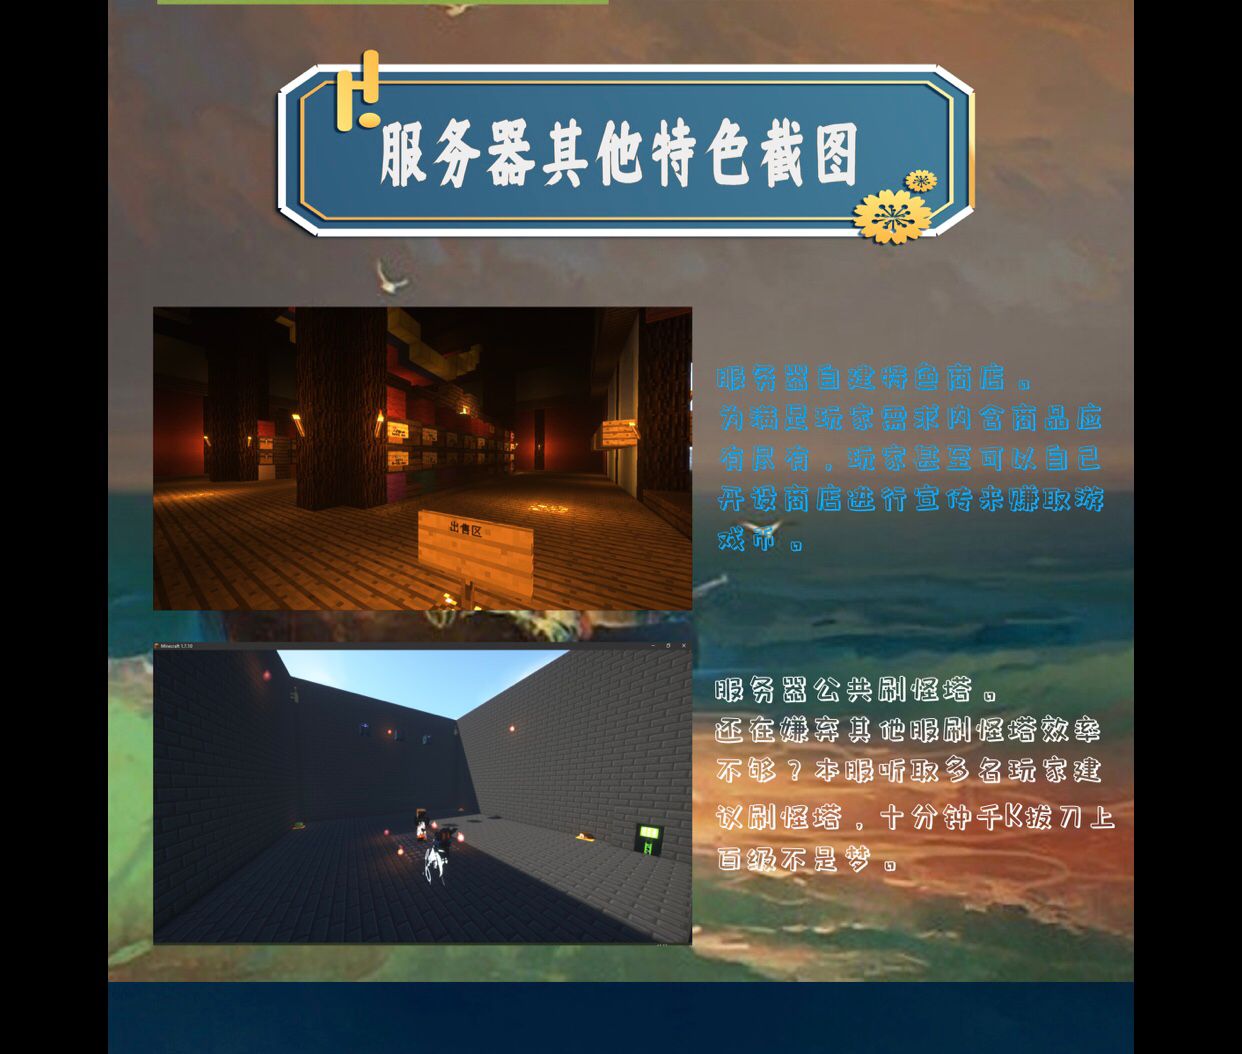 服务器其他特色截图
服务器自建特色商店。
为满足玩家需求内含商品应
有尽有，玩家甚至可以自己
开设商店进行宣传来赚取游
戏币。
出售区
Minecraft 1.7.10
服务器公共刷怪塔。
还在嫌弃其他服刷怪塔效率
不够？本服听取多名玩家建
议刷怪塔，十分钟千K拔刀上
百级不是梦。